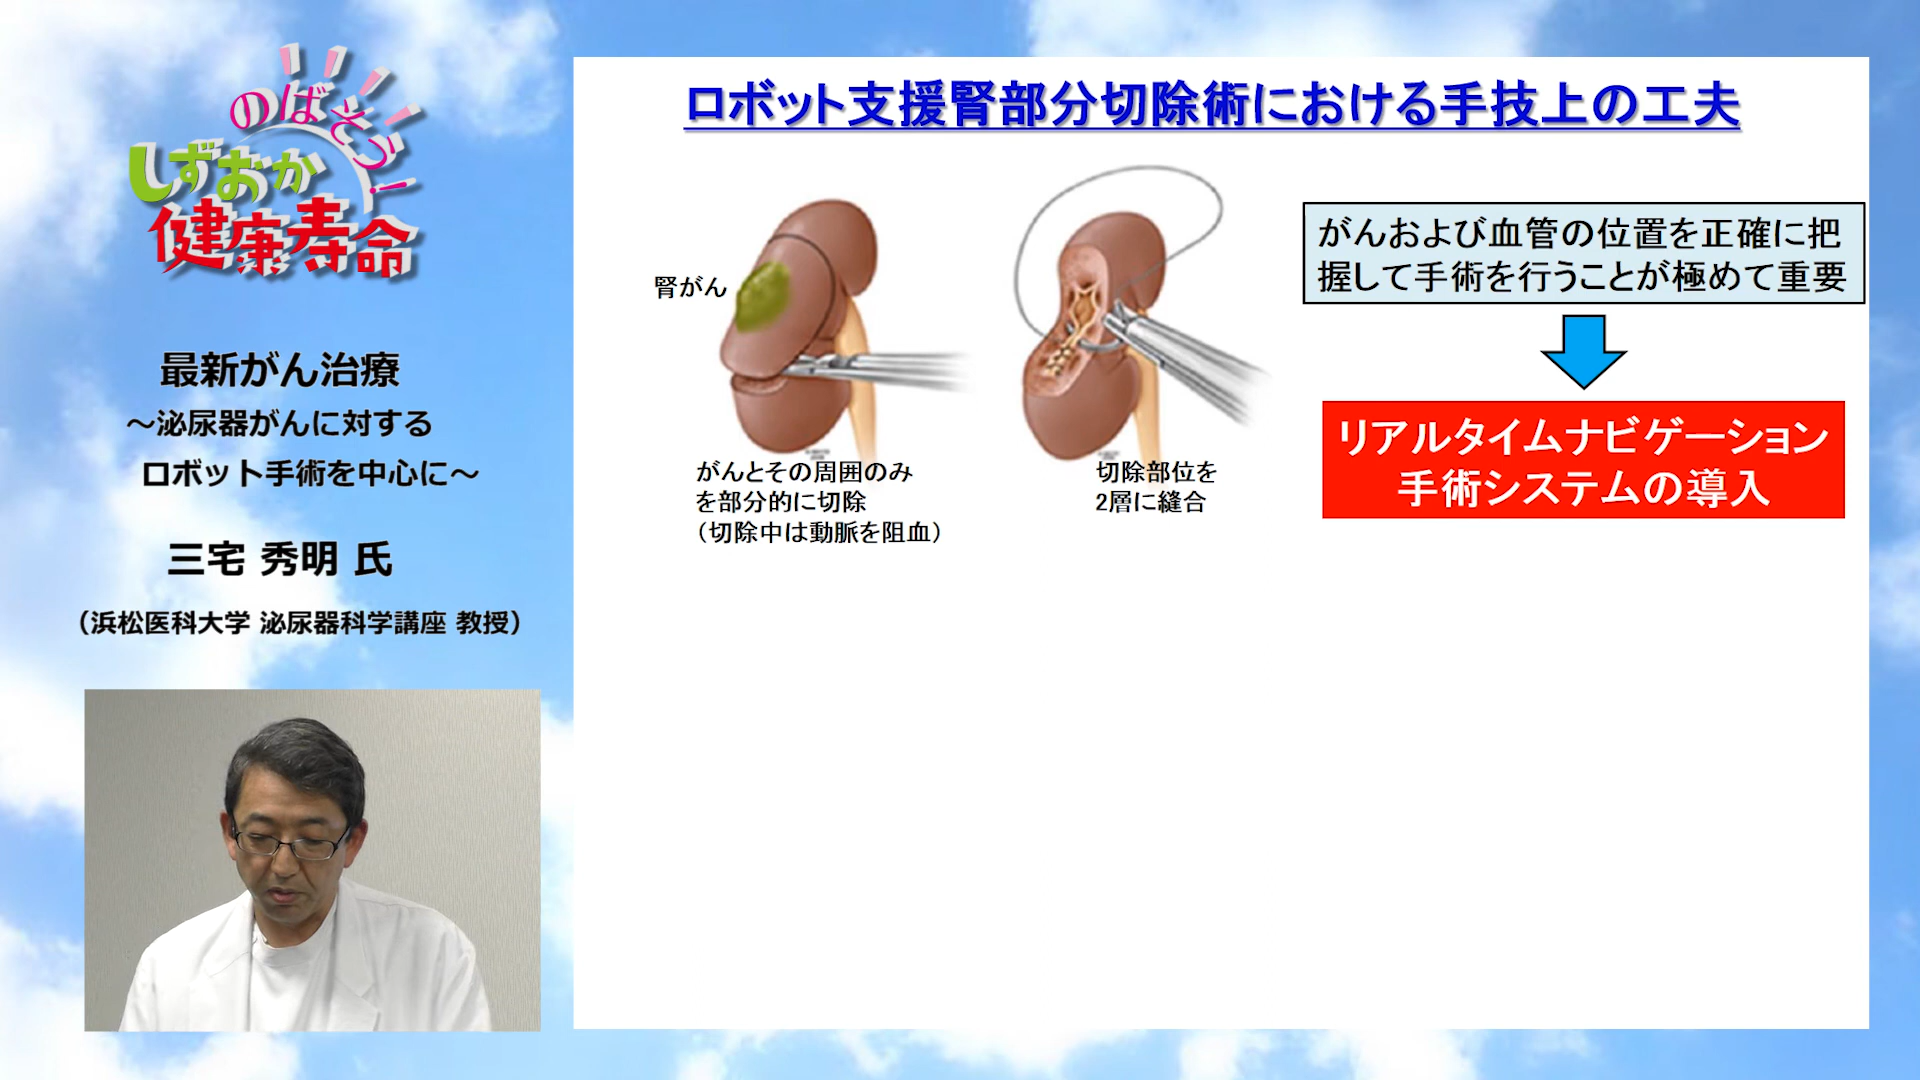 のばそう!
しずおか
健康寿命
最新がん治療
～泌尿器がんに対する
ロボット手術を中心に～
三宅 秀明 氏
(浜松医科大学 泌尿器科学講座 教授)
ロボット支援腎部分切除術における手技上の工夫
腎がん
がんとその周囲のみ
を部分的に切除
(切除中は動脈を阻血)
切除部位を
2層に縫合
がんおよび血管の位置を正確に把
握して手術を行うことが極めて重要
リアルタイムナビゲーション
手術システムの導入